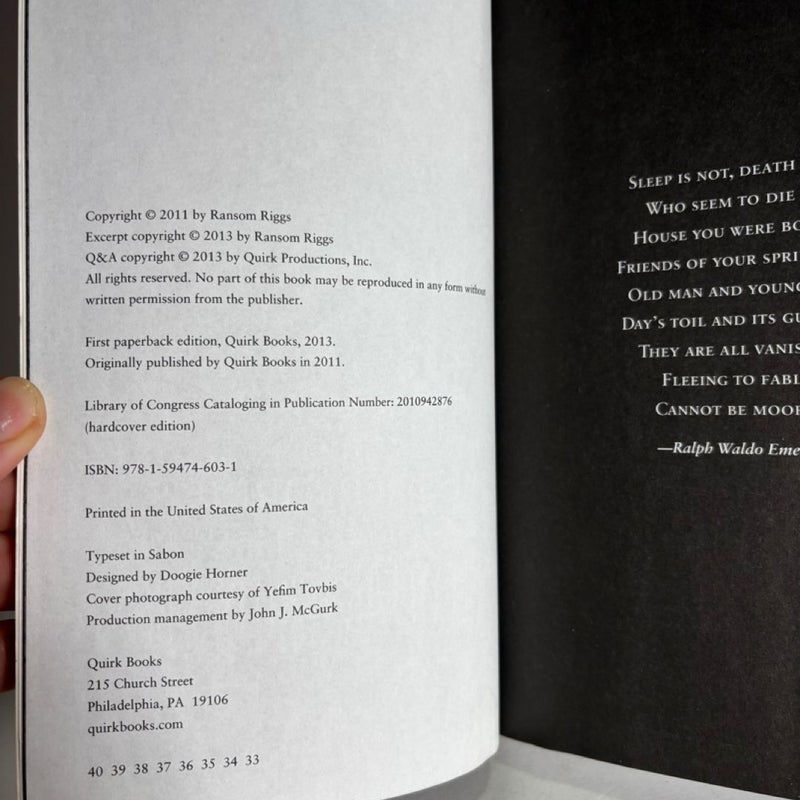 Copyright © 2011 by Ransom Riggs
Excerpt copyright © 2013 by Ransom Riggs
Q&A copyright © 2013 by Quirk Productions, Inc.
All rights reserved. No part of this book may be reproduced in any form without
written permission from the publisher.
First paperback edition, Quirk Books, 2013.
Originally published by Quirk Books in 2011.
Library of Congress Cataloging in Publication Number: 2010942876
(hardcover edition)
ISBN: 978-1-59474-603-1
Printed in the United States of America
Typeset in Sabon
Designed by Doogie Horner
Cover photograph courtesy of Yefim Tovbis
Production management by John J. McGurk
Quirk Books
215 Church Street
Philadelphia, PA 19106
quirkbooks.com
40 39 38 37 36 35 34 33
SLEEP IS NOT, DEATH
WHO SEEM TO DIE
HOUSE YOU WERE
FRIENDS OF YOUR
OLD MAN AND
DAY'S TOIL AND ITS
THEY ARE ALL
FLEEING TO
CANNOT BE
—Ralph Waldo